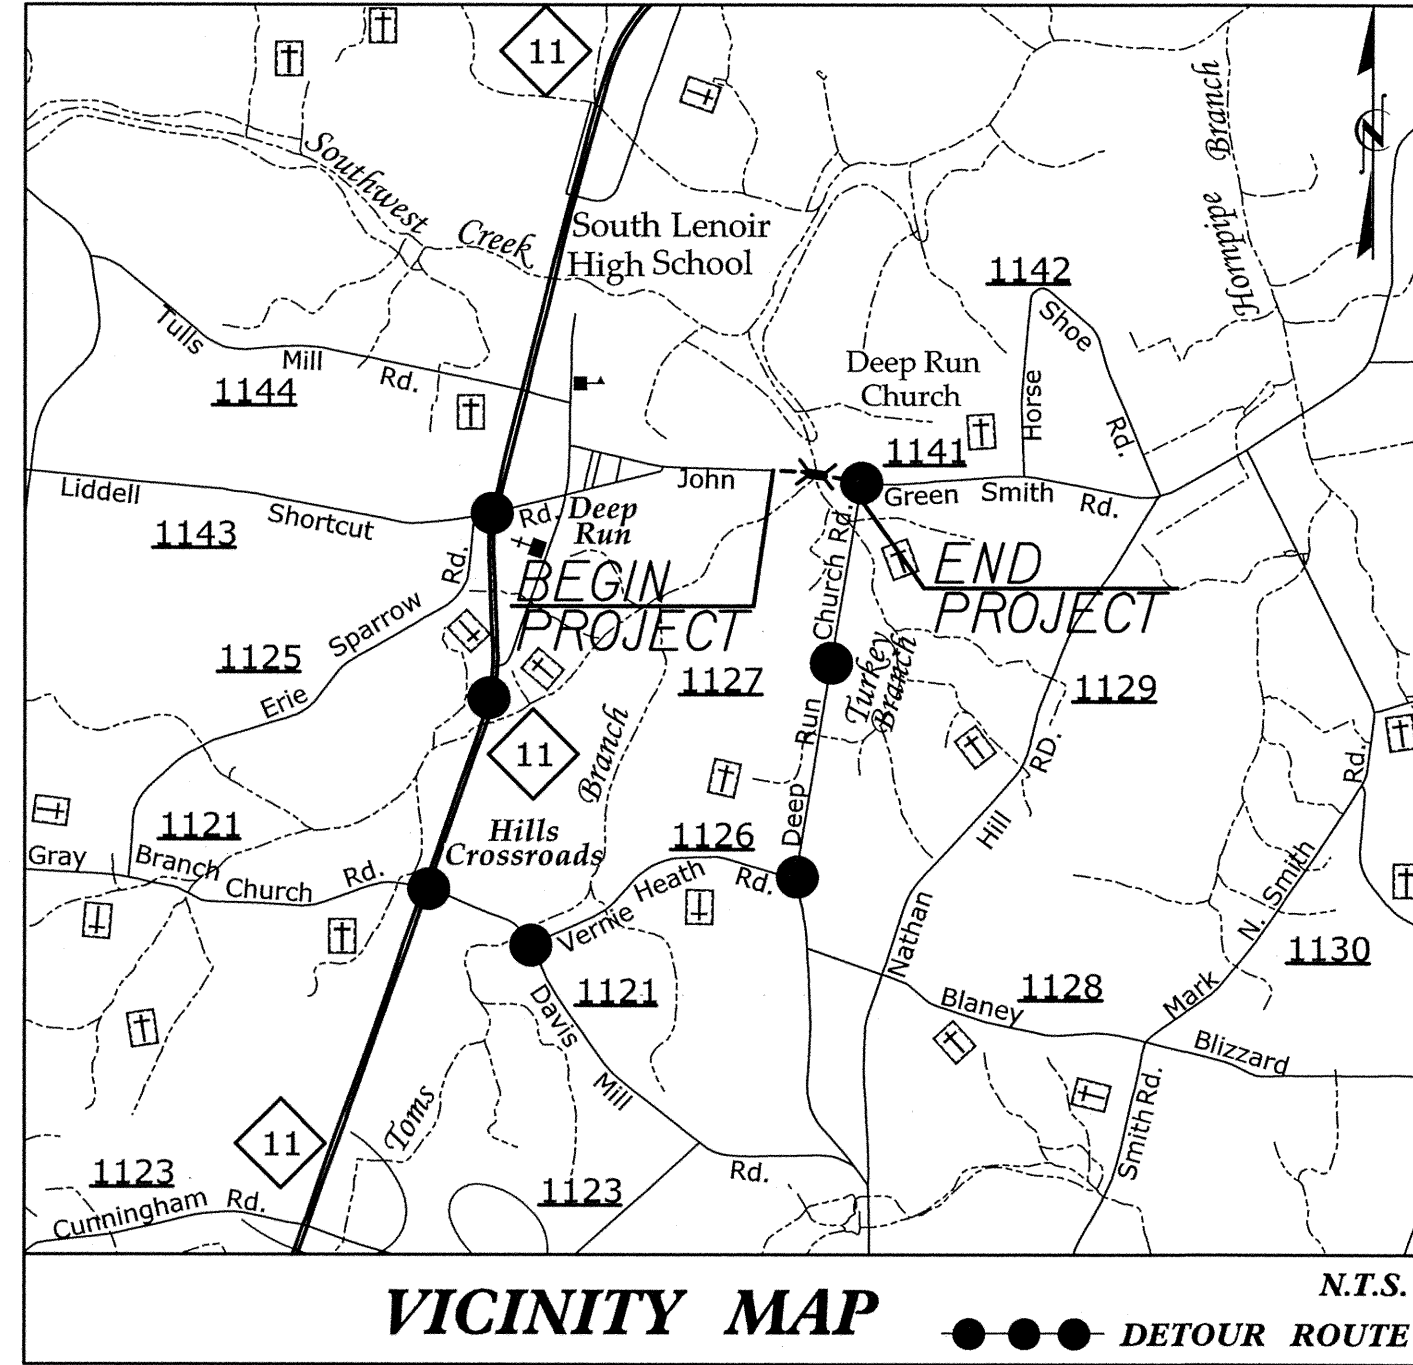 11
Southwest
Creek
South Lenoir
High School
Hornpipe Branch
N
1142
Shoe
Horse
Rd.
Tulls
Mill
Rd.
1144
Deep Run
Church
1141
John
Green Smith Rd.
Liddell
Shortcut
Rd.
1143
Deep
Run
BEGIN
PROJECT
END
PROJECT
Rd.
Sparrow
Erie
1125
1127
Church Rd.
Run
Deep
Turkey
Branch
1129
RD.
Hill
Nathan
11
Branch
Hills
Crossroads
1121
Gray
Branch
Church
Rd.
1126
Vernie
Heath
Rd.
1121
Davis
Mill
Rd.
Toms
1128
Blaney
Blizzard
Rd.
N. Smith
Mark
1130
Smith Rd.
11
1123
Cunningham Rd.
1123
VICINITY MAP
N.T.S.
DETOUR ROUTE